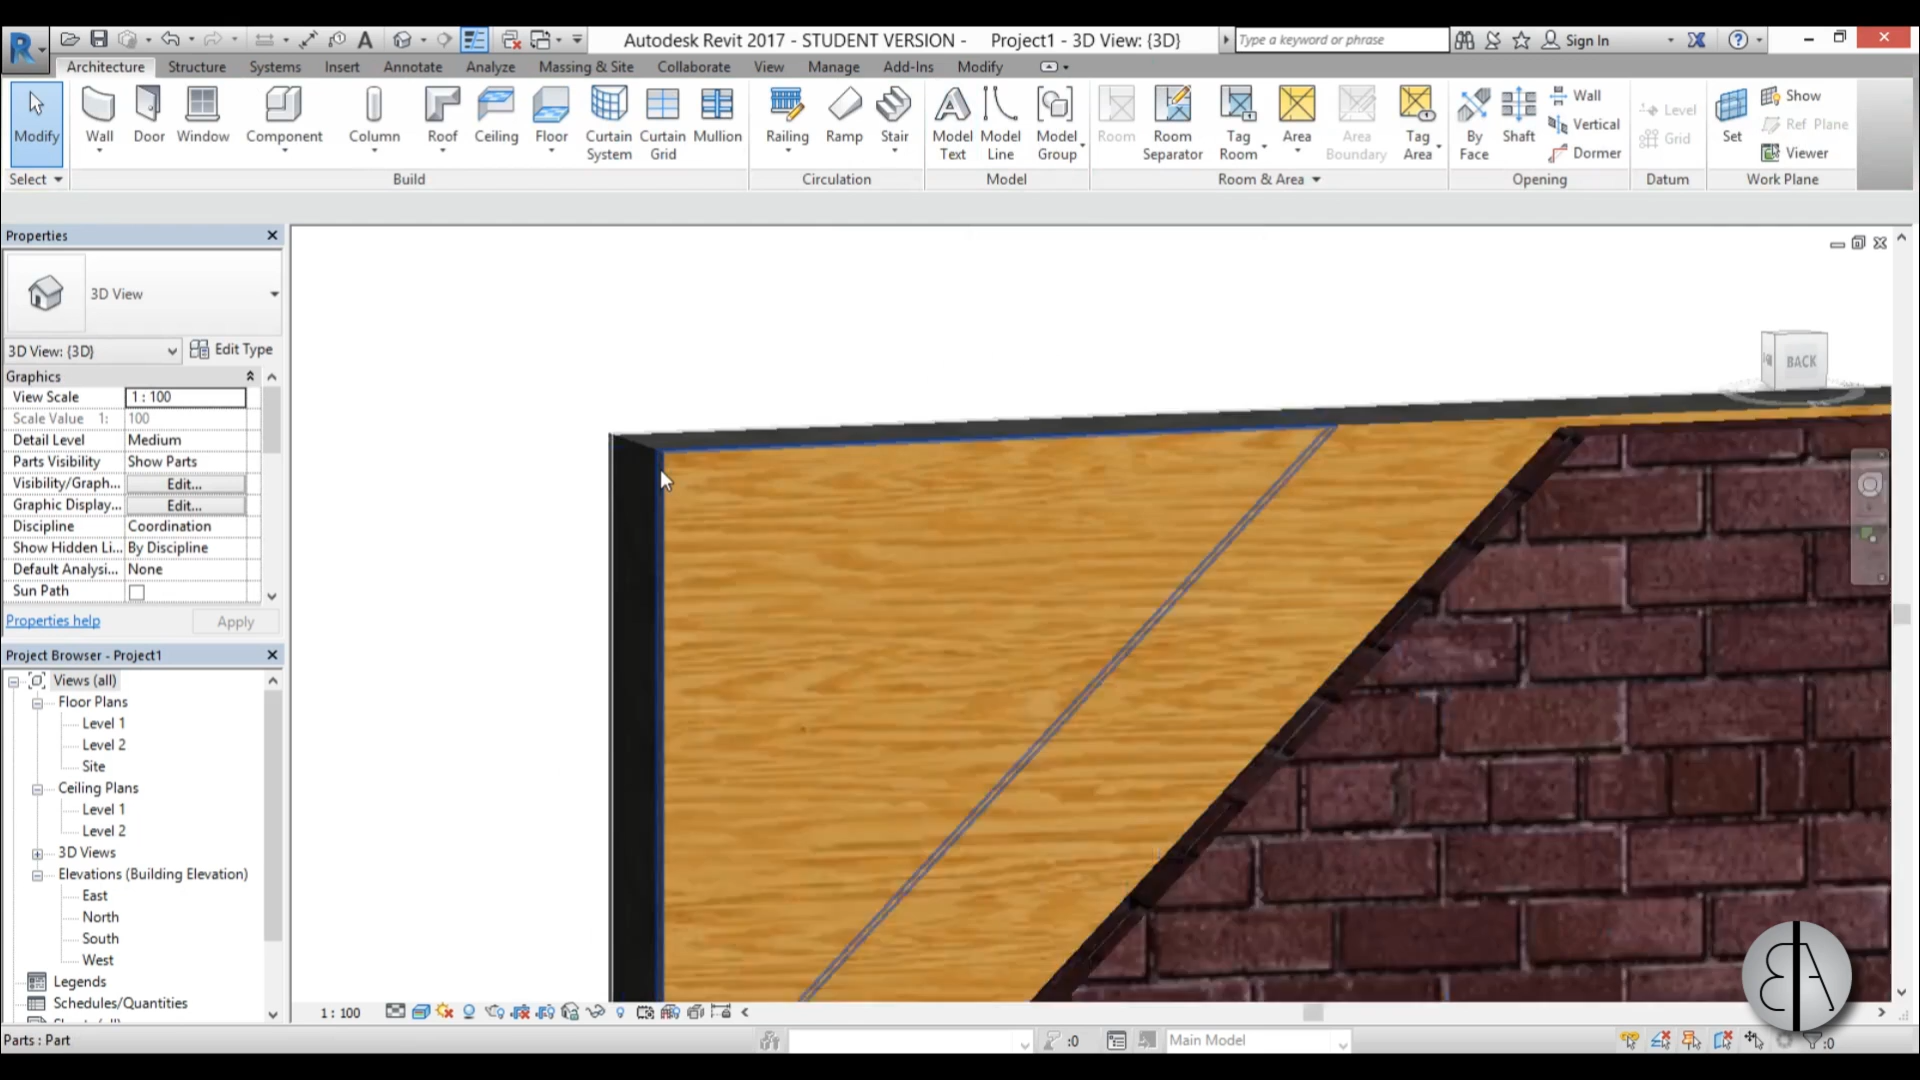 Autodesk Revit 2017 - STUDENT VERSION - Project1 - 3D View: {3D}
Type a keyword or phrase
Sign In
Architecture Structure Systems Insert Annotate Analyze Massing & Site Collaborate View Manage Add-Ins Modify
Modify
Wall
Door
Window
Component
Column
Roof
Ceiling
Floor
Curtain System
Curtain Grid
Mullion
Railing
Ramp
Stair
Model Text
Model Line
Model Group
Room
Room Separator
Tag Room
Area
Area Boundary
Tag Area
By Face
Shaft
Wall
Vertical
Dormer
Level
Grid
Set
Show
Ref Plane
Viewer
Select
Build
Circulation
Model
Room & Area
Opening
Datum
Work Plane
Properties
3D View
3D View: {3D}
Edit Type
Graphics
View Scale 1 : 100
Scale Value 1: 100
Detail Level Medium
Parts Visibility Show Parts
Visibility/Graph... Edit...
Graphic Display... Edit...
Discipline Coordination
Show Hidden Li... By Discipline
Default Analysi... None
Sun Path
Properties help
Apply
Project Browser - Project1
Views (all)
Floor Plans
Level 1
Level 2
Site
Ceiling Plans
Level 1
Level 2
3D Views
Elevations (Building Elevation)
East
North
South
West
Legends
Schedules/Quantities
BACK
1 : 100
Parts : Part
:0
Main Model
:0